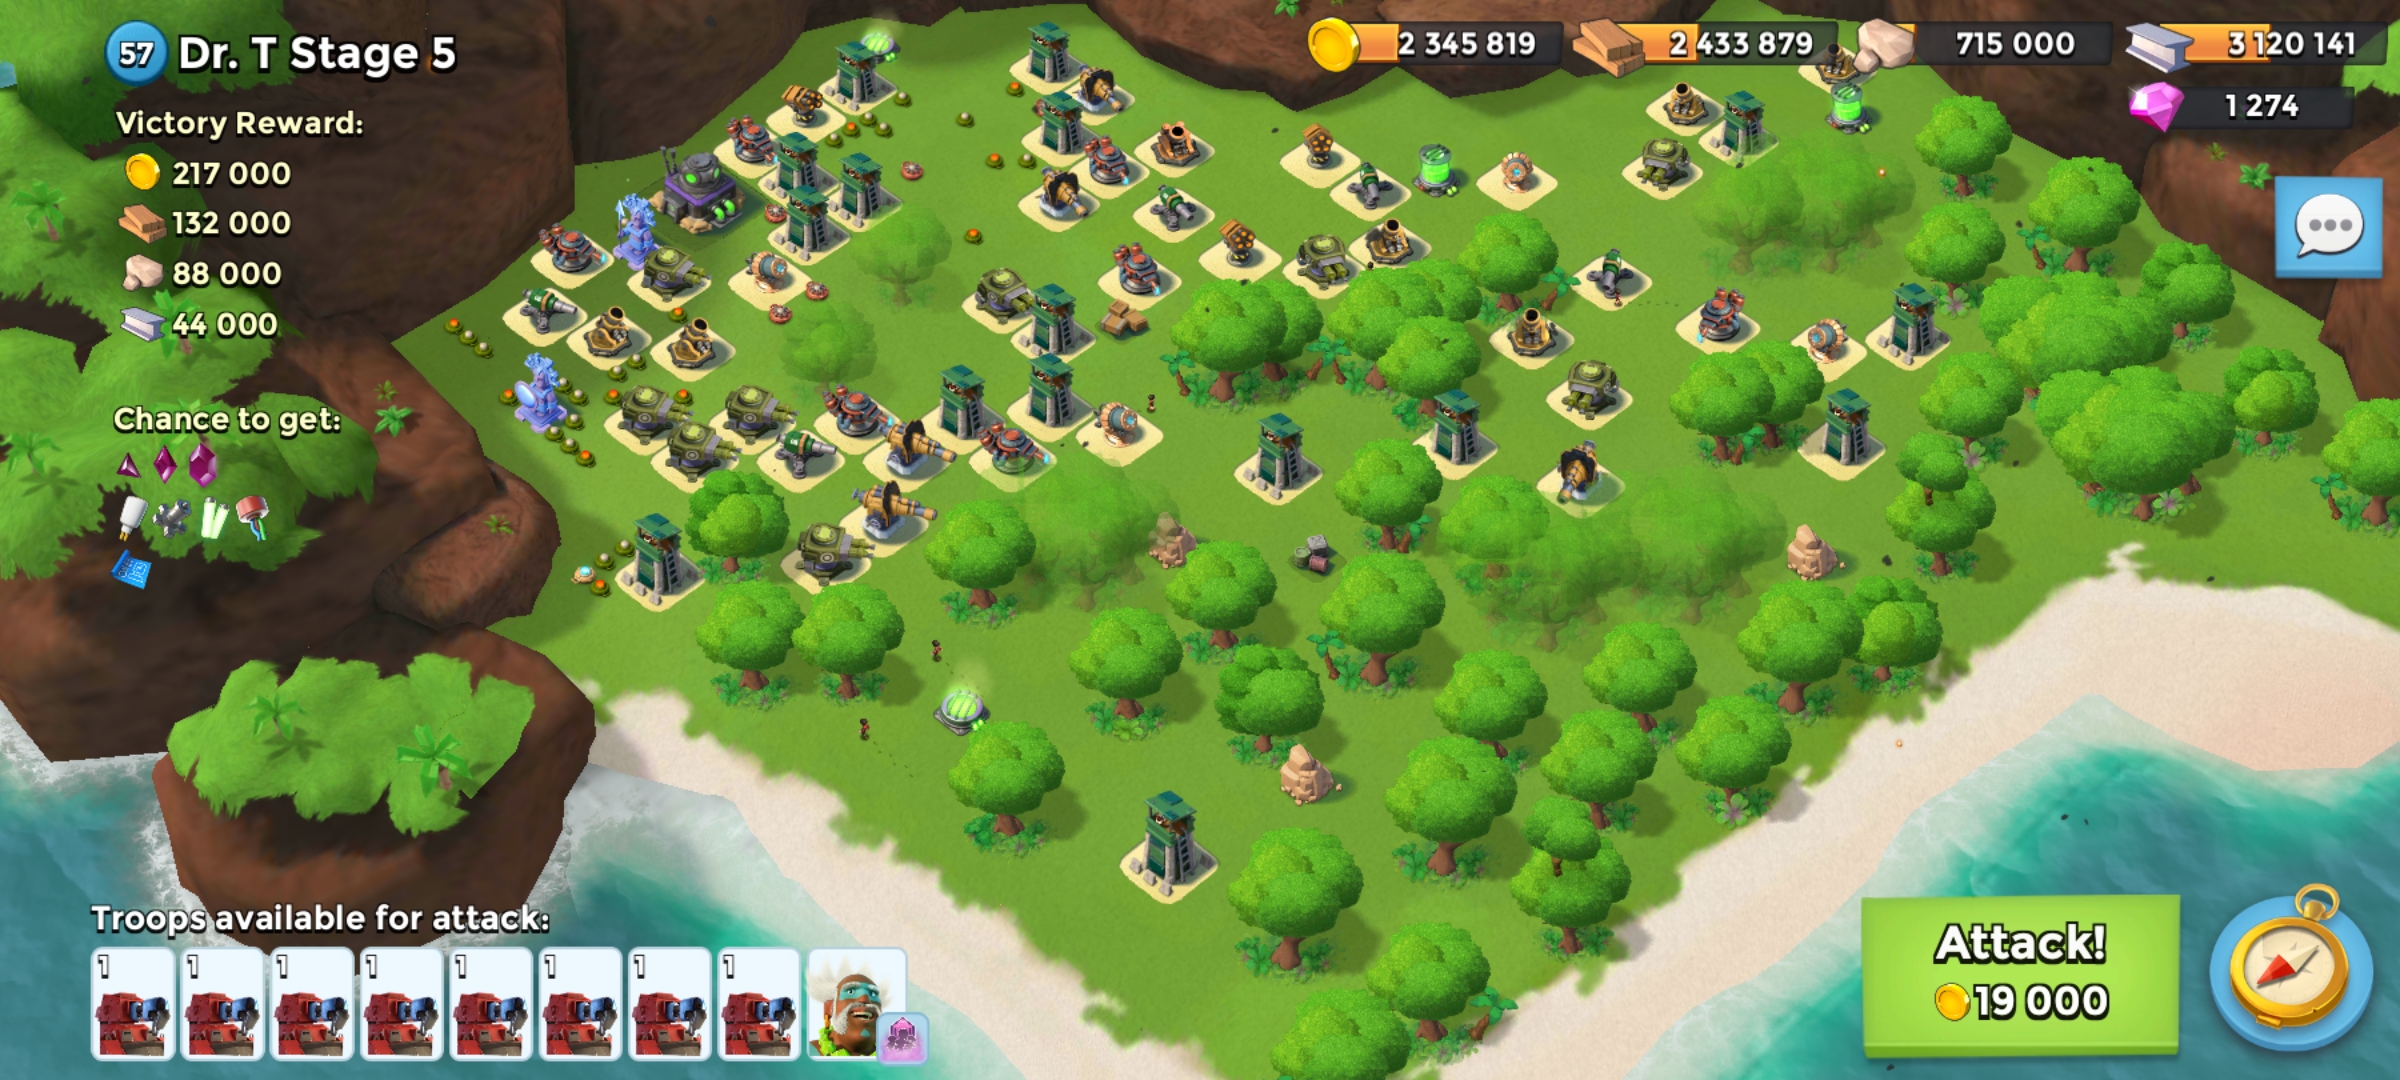 57 Dr. T Stage 5
2 345 819
2 433 879
715 000
3 120 141
1 274
Victory Reward:
217 000
132 000
88 000
44 000
Chance to get:
Troops available for attack:
1 1 1 1 1 1 1 1
Attack!
19 000